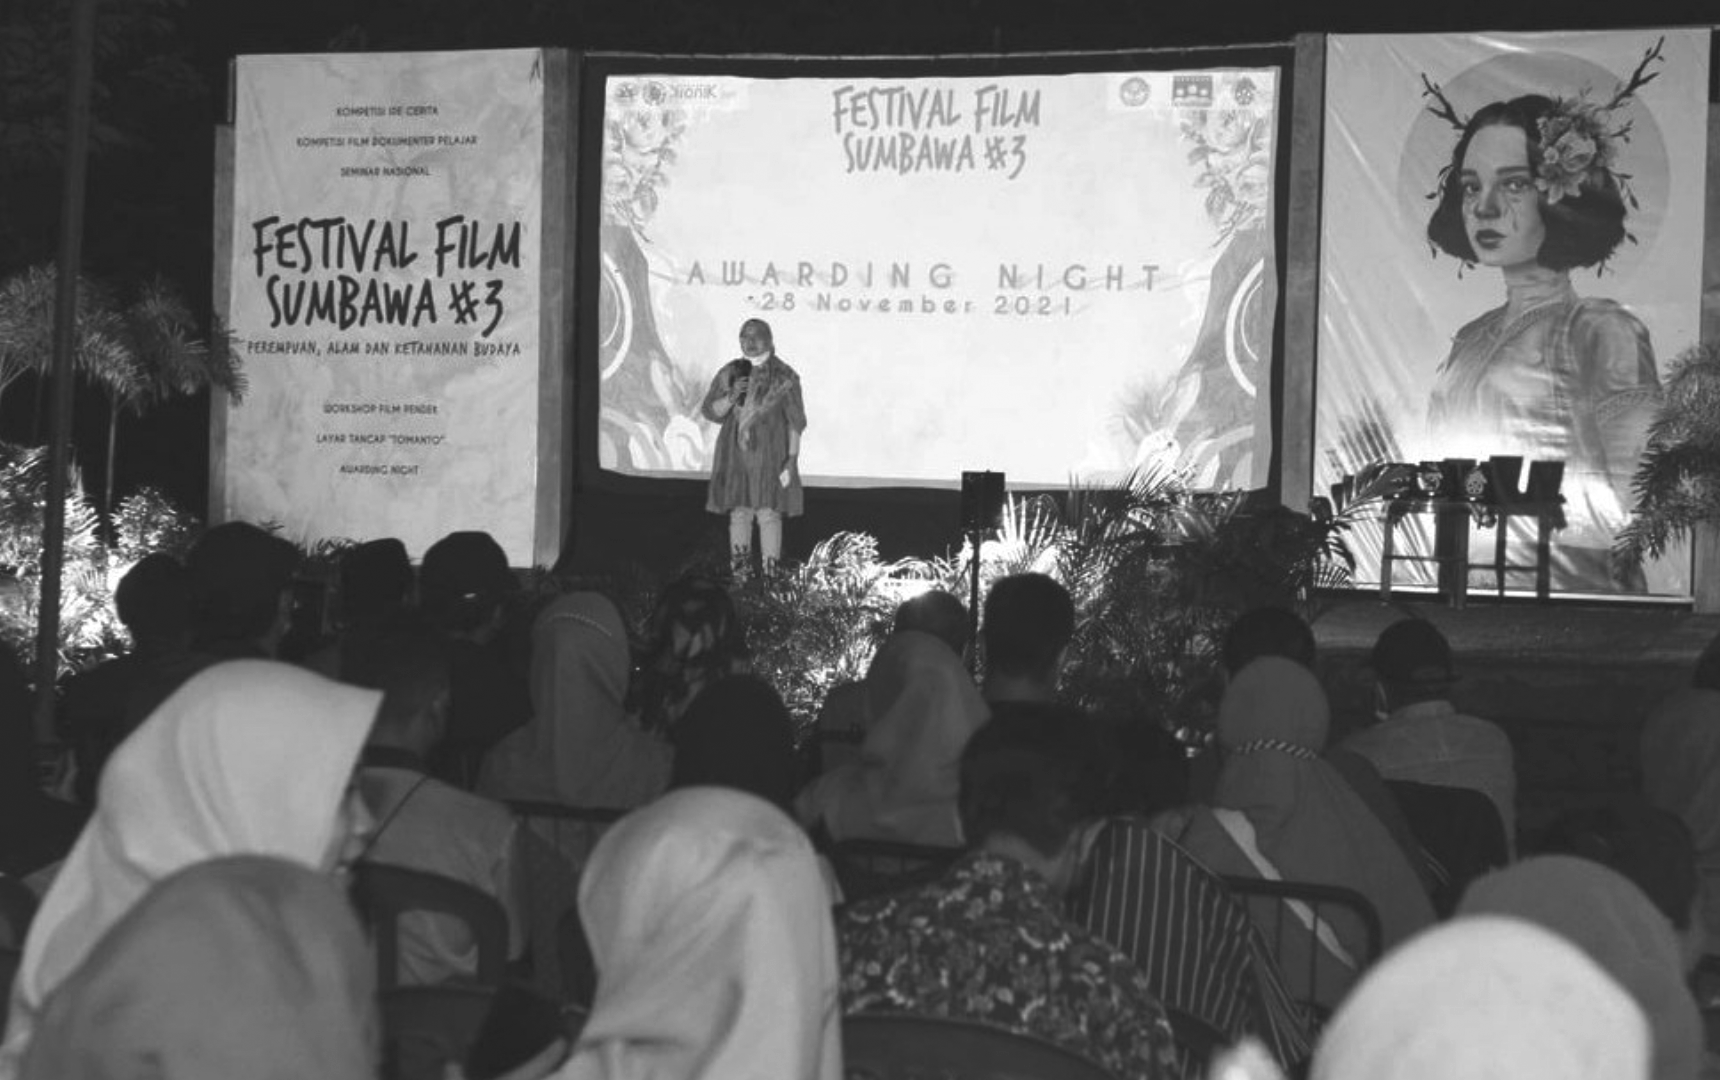 KOMPETISI IDE CERITA
KOMPETISI FILM DOKUMENTER PELAJAR
SEMINAR NASIONAL
FESTIVAL FILM
SUMBAWA #3
PEREMPUAN, ALAM DAN KETAHANAN BUDAYA
WORKSHOP FILM PENDEK
LAYAR TANCAP "TOMANTO"
AWARDING NIGHT
FESTIVAL FILM
SUMBAWA #3
AWARDING NIGHT
28 November 2021